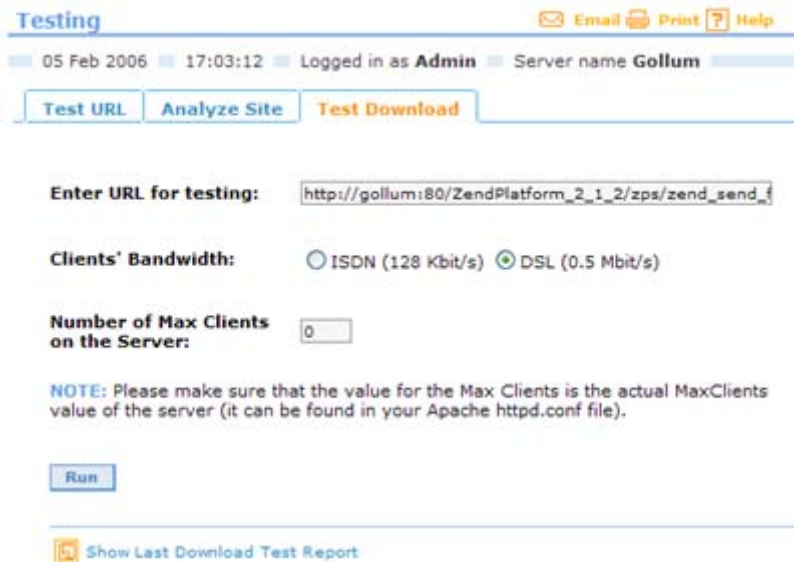 Testing
Email Print ? Help
05 Feb 2006 17:03:12 Logged in as Admin Server name Gollum
Test URL Analyze Site Test Download
Enter URL for testing: http://gollum:80/ZendPlatform_2_1_2/zps/zend_send_f
Clients' Bandwidth: ISDN (128 Kbit/s) DSL (0.5 Mbit/s)
Number of Max Clients
on the Server: 0
NOTE: Please make sure that the value for the Max Clients is the actual MaxClients
value of the server (it can be found in your Apache httpd.conf file).
Run
Show Last Download Test Report